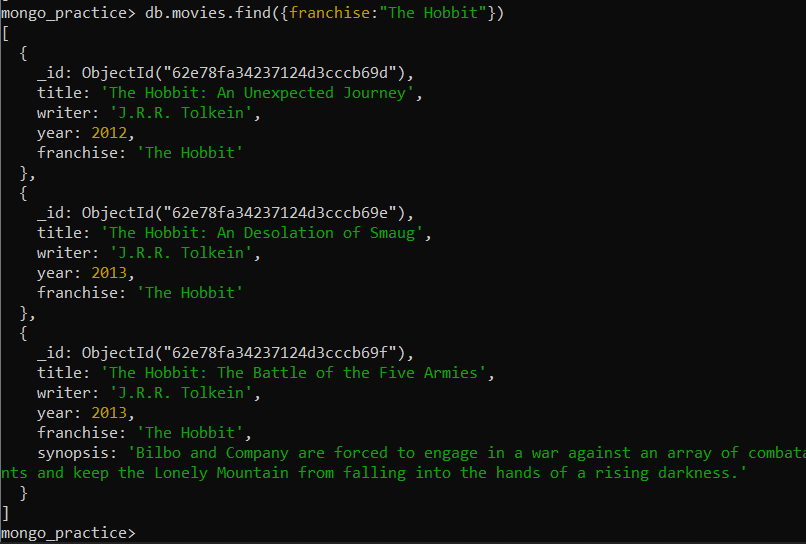 mongo_practice> db.movies.find({franchise:"The Hobbit"})
[
  {
    _id: ObjectId("62e78fa34237124d3cccb69d"),
    title: 'The Hobbit: An Unexpected Journey',
    writer: 'J.R.R. Tolkein',
    year: 2012,
    franchise: 'The Hobbit'
  },
  {
    _id: ObjectId("62e78fa34237124d3cccb69e"),
    title: 'The Hobbit: An Desolation of Smaug',
    writer: 'J.R.R. Tolkein',
    year: 2013,
    franchise: 'The Hobbit'
  },
  {
    _id: ObjectId("62e78fa34237124d3cccb69f"),
    title: 'The Hobbit: The Battle of the Five Armies',
    writer: 'J.R.R. Tolkein',
    year: 2013,
    franchise: 'The Hobbit',
    synopsis: 'Bilbo and Company are forced to engage in a war against an array of combata
nts and keep the Lonely Mountain from falling into the hands of a rising darkness.'
  }
]
mongo_practice>